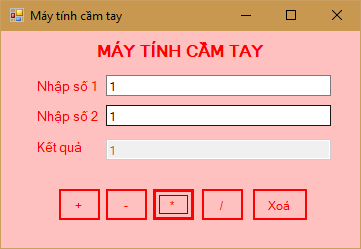 Máy tính cầm tay
MÁY TÍNH CẦM TAY
Nhập số 1 1
Nhập số 2 1
Kết quả 1
+ - * / Xoá